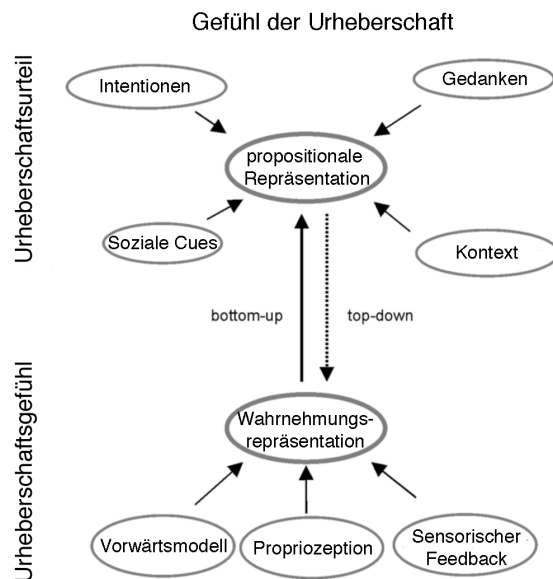 Gefühl der Urheberschaft
Urheberschaftsurteil
Intentionen
Gedanken
propositionale
Repräsentation
Soziale Cues
Kontext
bottom-up
top-down
Urheberschaftsgefühl
Wahrnehmungs-
repräsentation
Vorwärtsmodell
Propriozeption
Sensorischer
Feedback